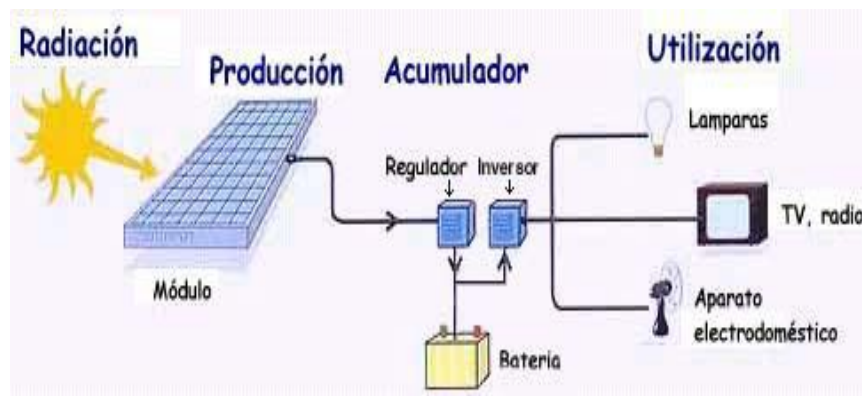 Radiación
Producción
Acumulador
Utilización
Lamparas
Regulador
Inversor
TV, radio
Módulo
Aparato
electrodoméstico
Bateria